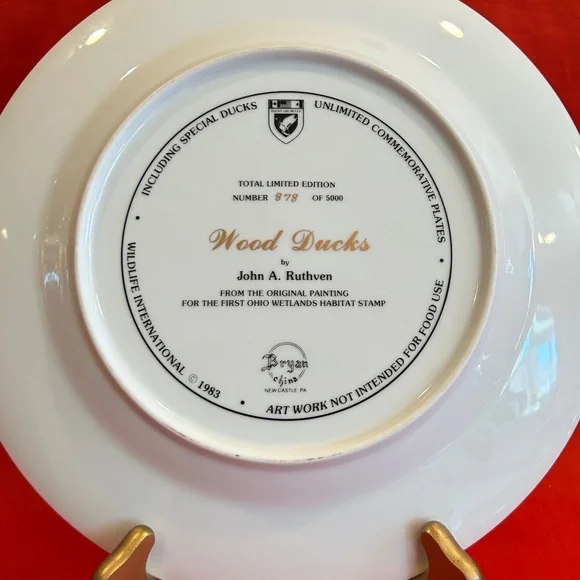 INCLUDING SPECIAL DUCKS UNLIMITED COMMEMORATIVE PLATES
TOTAL LIMITED EDITION
NUMBER 878 OF 5000
Wood Ducks
by
John A. Ruthven
FROM THE ORIGINAL PAINTING
FOR THE FIRST OHIO WETLANDS HABITAT STAMP
Bryan
china
NEW CASTLE, PA
WILDLIFE INTERNATIONAL © 1983
ART WORK NOT INTENDED FOR FOOD USE